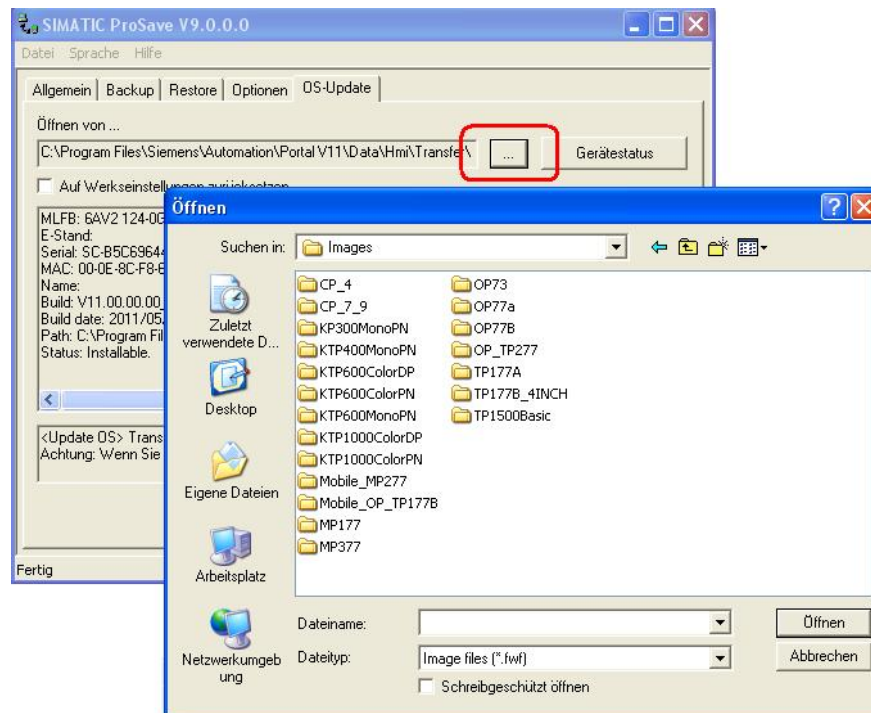 SIMATIC ProSave V9.0.0.0
Datei Sprache Hilfe
Allgemein Backup Restore Optionen OS-Update
Öffnen von ...
C:\Program Files\Siemens\Automation\Portal V11\Data\Hmi\Transfer\ ... Gerätestatus
Auf Werkseinstellungen zurücksetzen
MLFB: 6AV2 124-0G
E-Stand:
Serial: SC-B5C6964
MAC: 00-0E-8C-F8-
Name:
Build: V11.00.00.00_
Build date: 2011/05
Path: C:\Program Fil
Status: Installable.
<Update OS> Trans
Achtung: Wenn Sie
Fertig
Öffnen
Suchen in: Images
Zuletzt
verwendete D...
Desktop
Eigene Dateien
Arbeitsplatz
Netzwerkumgeb
ung
CP_4
CP_7_9
KP300MonoPN
KTP400MonoPN
KTP600ColorDP
KTP600ColorPN
KTP600MonoPN
KTP1000ColorDP
KTP1000ColorPN
Mobile_MP277
Mobile_OP_TP177B
MP177
MP377
OP73
OP77a
OP77B
OP_TP277
TP177A
TP177B_4INCH
TP1500Basic
Dateiname: Öffnen
Dateityp: Image files (*.fwf) Abbrechen
Schreibgeschützt öffnen